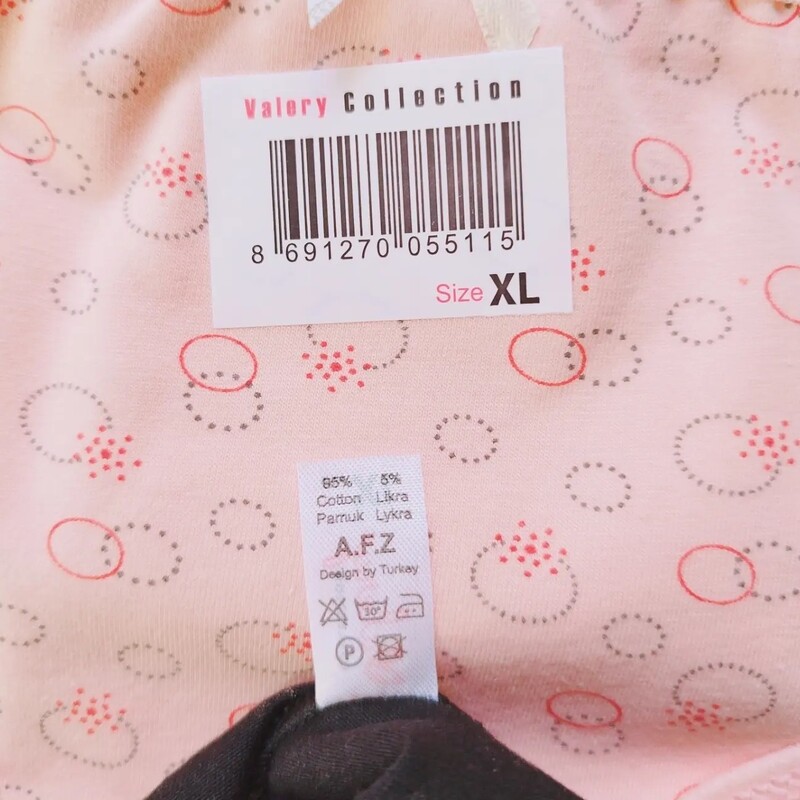 Valery Collection
8 691270 055115
Size XL
95% 5%
Cotton Likra
Pamuk Lykra
A.F.Z
Design by Turkey
30°
P